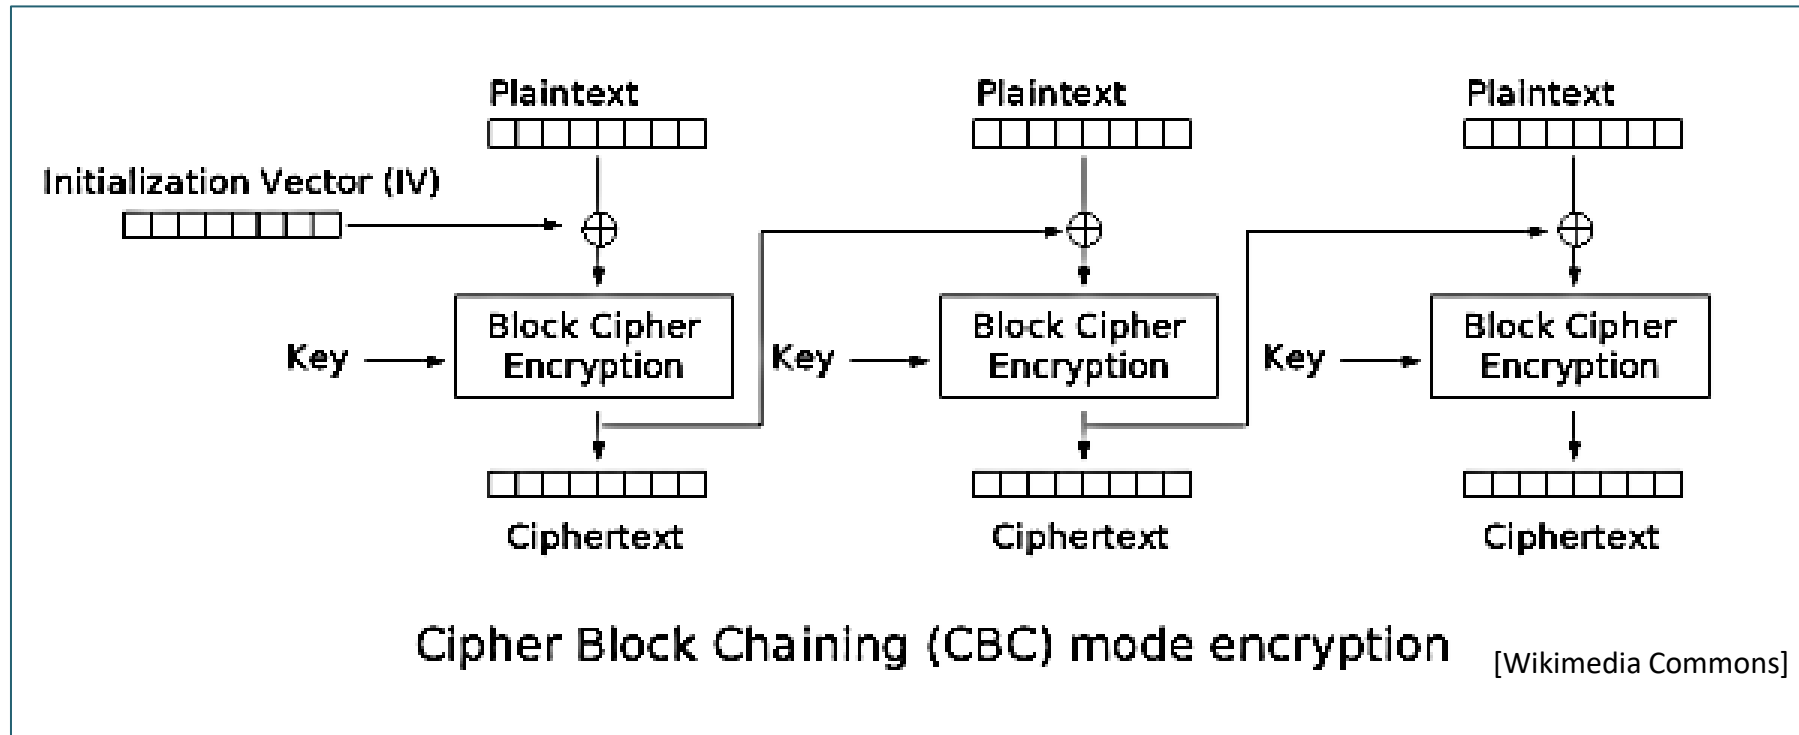 Plaintext
Plaintext
Plaintext
Initialization Vector (IV)
Key
Block Cipher
Encryption
Key
Block Cipher
Encryption
Key
Block Cipher
Encryption
Ciphertext
Ciphertext
Ciphertext
Cipher Block Chaining (CBC) mode encryption
[Wikimedia Commons]